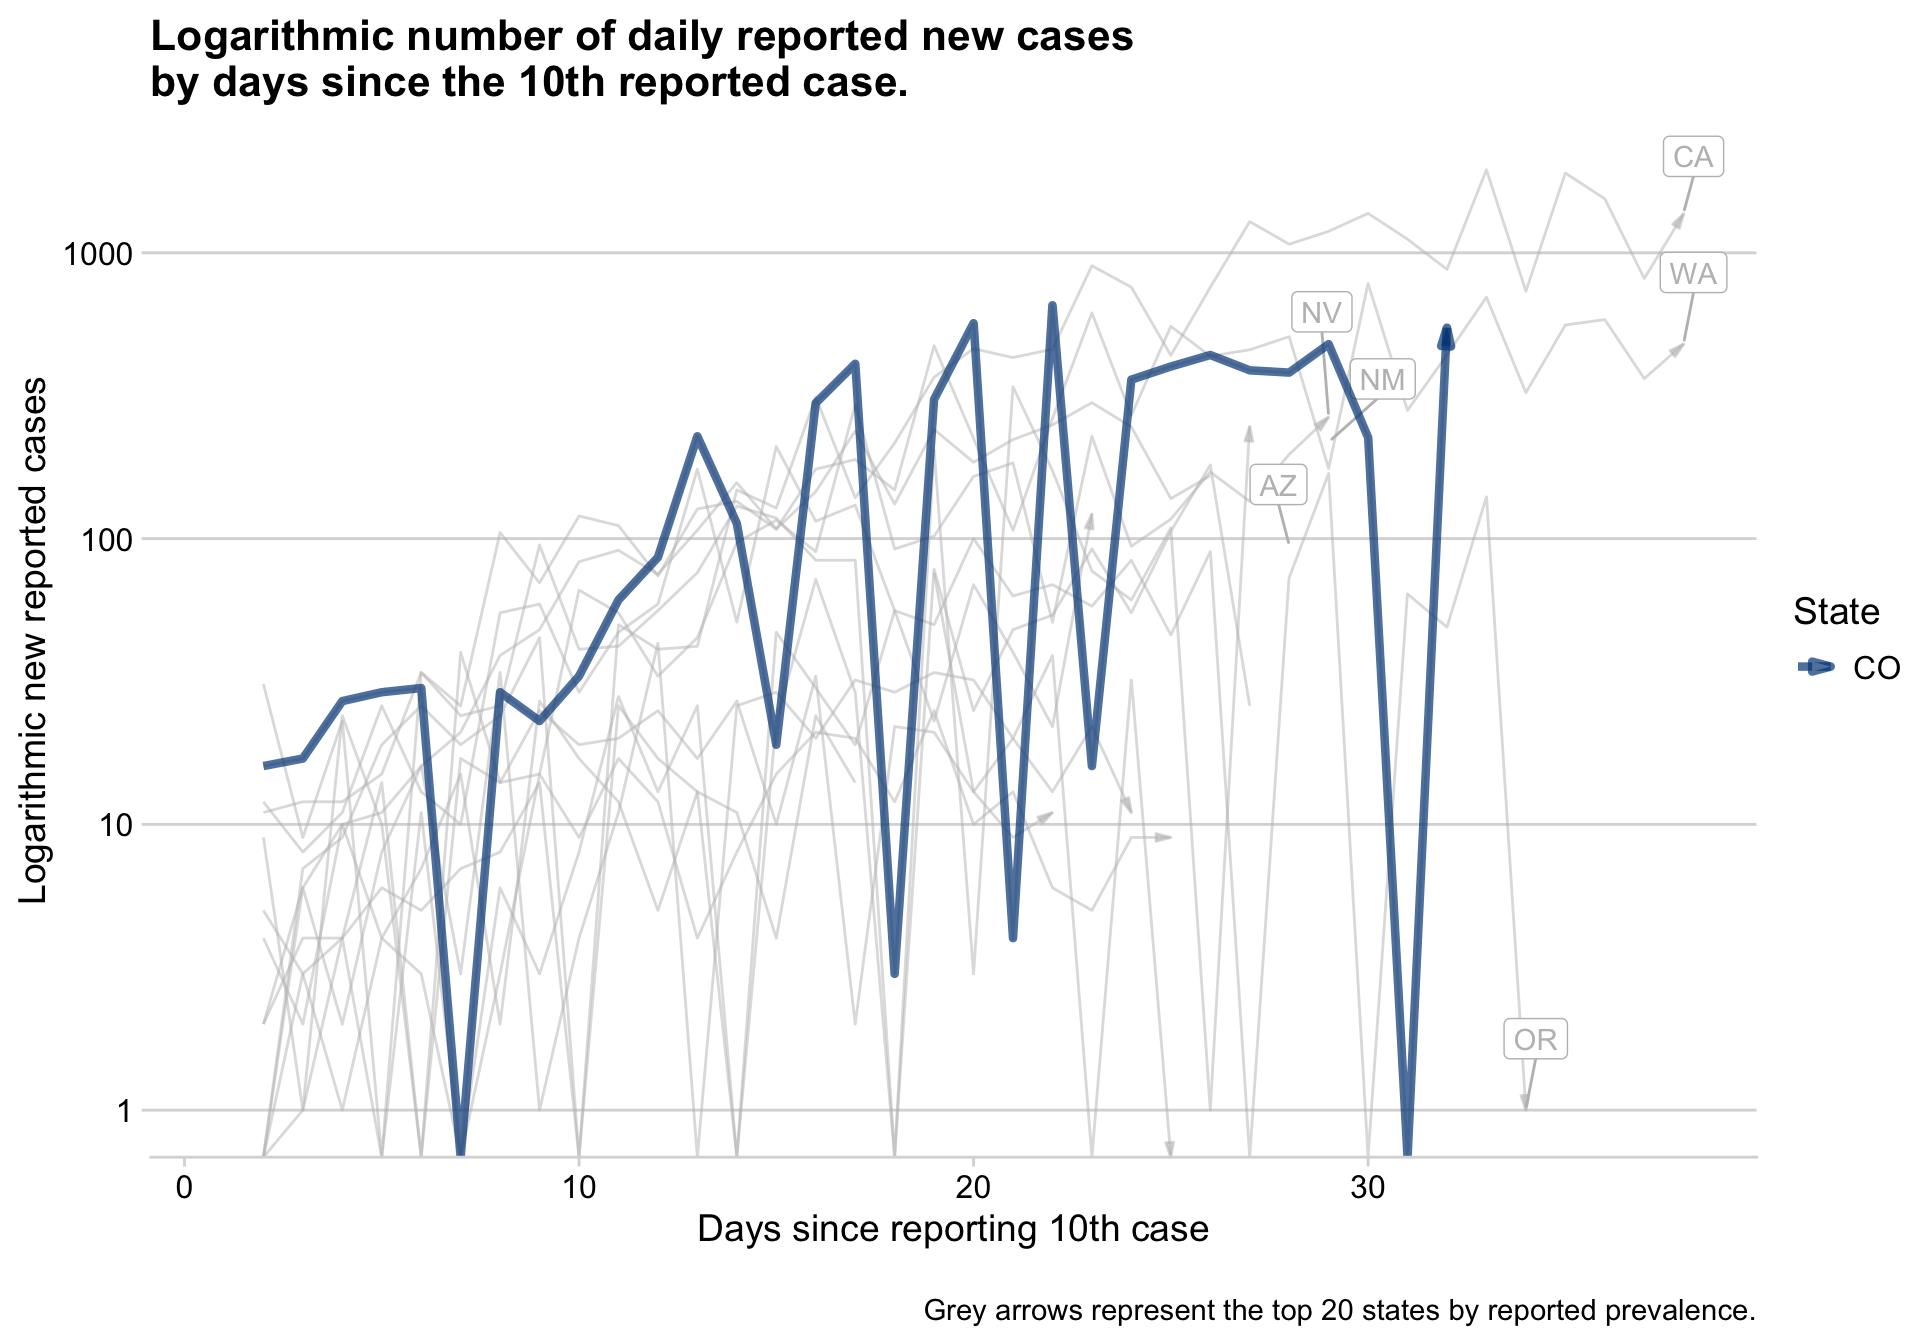 Logarithmic number of daily reported new cases
by days since the 10th reported case.
Logarithmic new reported cases
1000
100
10
1
CA
WA
NV
NM
AZ
OR
State
CO
0
10
20
30
Days since reporting 10th case
Grey arrows represent the top 20 states by reported prevalence.